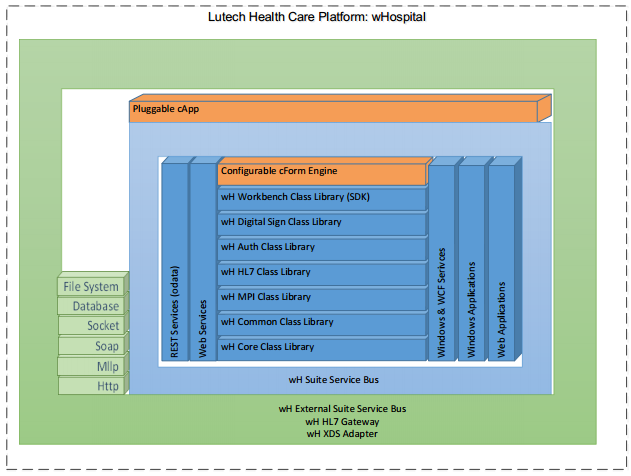 Lutech Health Care Platform: wHospital
Pluggable cApp
Configurable cForm Engine
wH Workbench Class Library (SDK)
wH Digital Sign Class Library
wH Auth Class Library
wH HL7 Class Library
wH MPI Class Library
wH Common Class Library
wH Core Class Library
REST Services (odata)
Web Services
Windows & WCF Serivces
Windows Applications
Web Applications
File System
Database
Socket
Soap
Mllp
Http
wH Suite Service Bus
wH External Suite Service Bus
wH HL7 Gateway
wH XDS Adapter